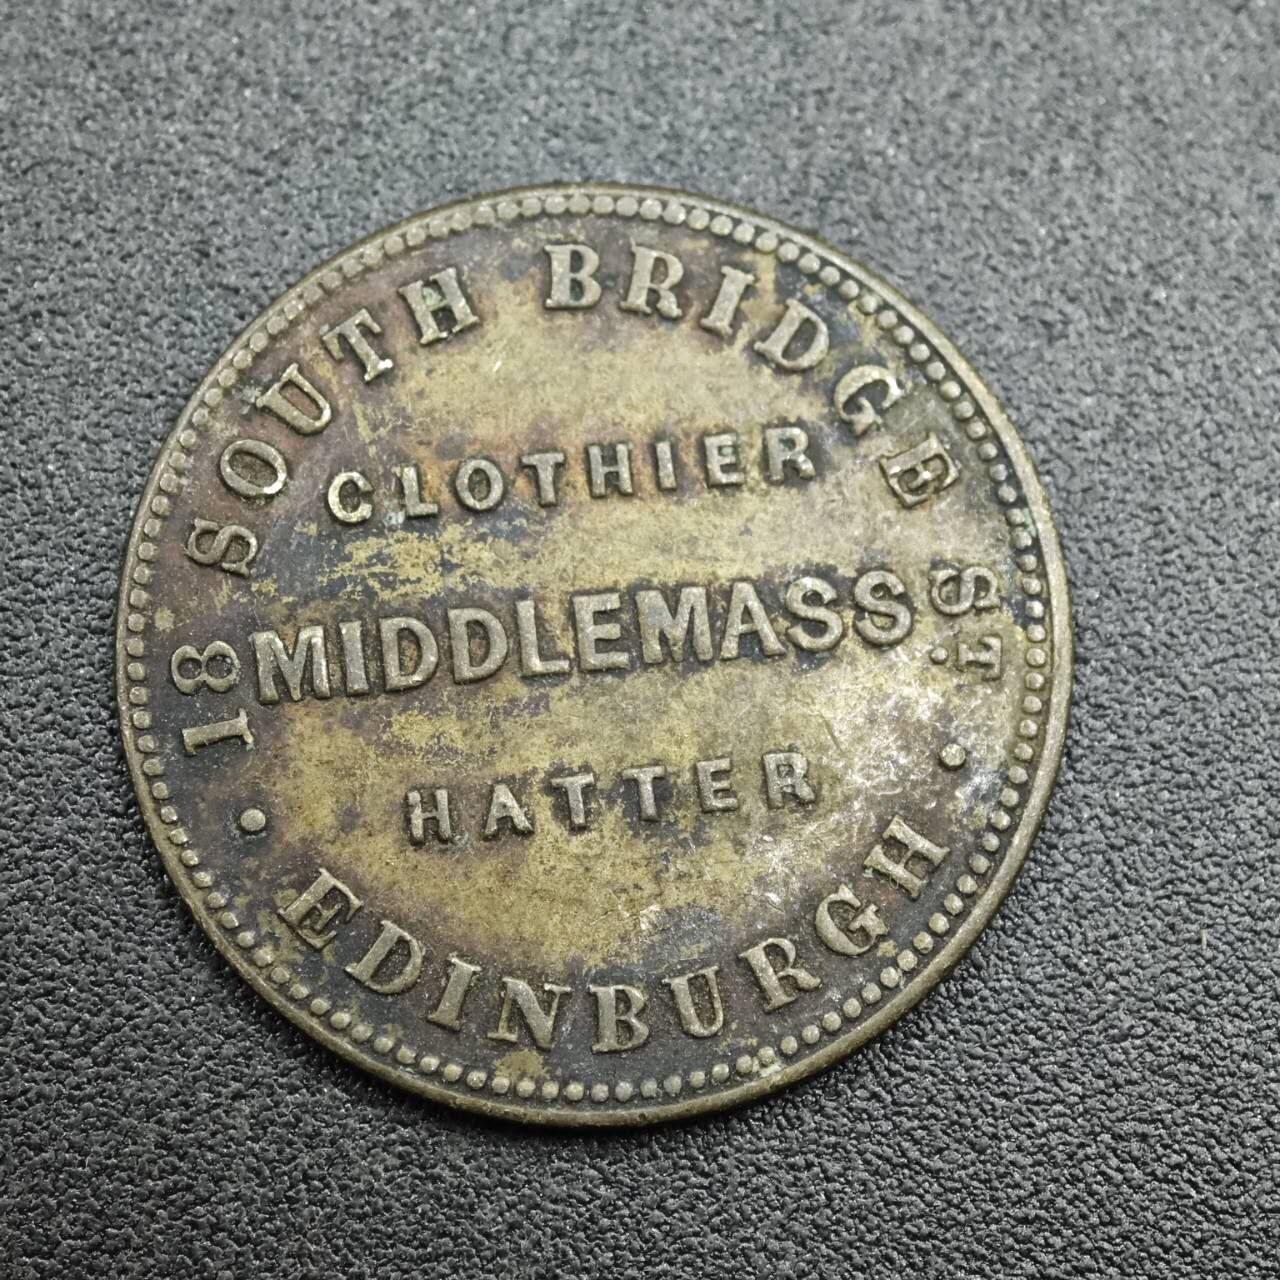 18 SOUTH BRIDGE ST.
CLOTHIER
MIDDLEMASS
HATTER
EDINBURGH